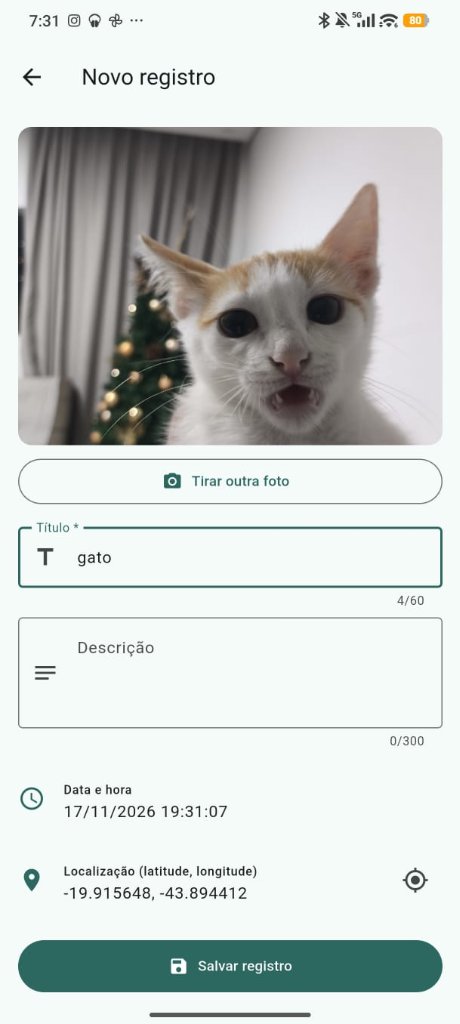 7:31
5G
80
Novo registro
Tirar outra foto
Título *
T gato
4/60
Descrição
0/300
Data e hora
17/11/2026 19:31:07
Localização (latitude, longitude)
-19.915648, -43.894412
Salvar registro